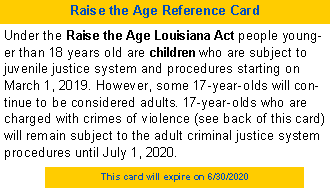 Raise the Age Reference Card
Under the Raise the Age Louisiana Act people young-
er than 18 years old are children who are subject to
juvenile justice system and procedures starting on
March 1, 2019. However, some 17-year-olds will con-
tinue to be considered adults. 17-year-olds who are
charged with crimes of violence (see back of this card)
will remain subject to the adult criminal justice system
procedures until July 1, 2020.
This card will expire on 6/30/2020